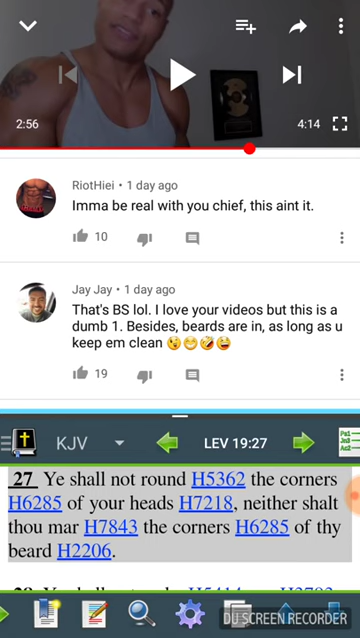 2:56
4:14
RiotHiei • 1 day ago
Imma be real with you chief, this aint it.
10
Jay Jay • 1 day ago
That's BS lol. I love your videos but this is a
dumb 1. Besides, beards are in, as long as u
keep em clean 😉😁🤣😅
19
KJV
LEV 19:27
27 Ye shall not round H5362 the corners
H6285 of your heads H7218, neither shalt
thou mar H7843 the corners H6285 of thy
beard H2206.
DU SCREEN RECORDER